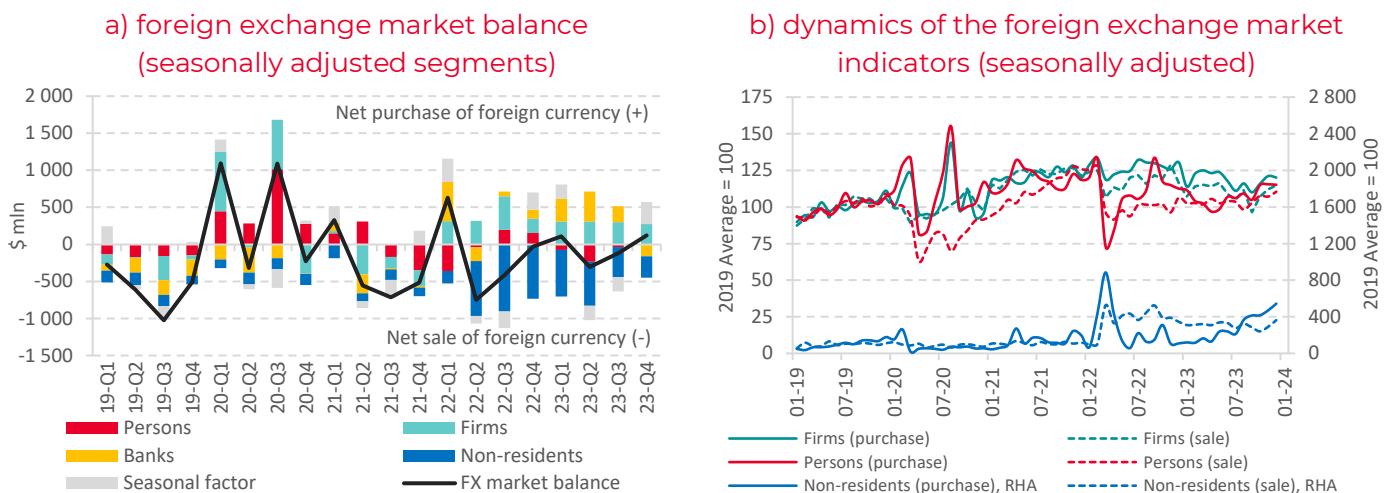 a) foreign exchange market balance
(seasonally adjusted segments)
$ mln
2 000
1 500
1 000
500
0
-500
-1 000
-1 500
Net purchase of foreign currency (+)
Net sale of foreign currency (-)
19-Q1
19-Q2
19-Q3
19-Q4
20-Q1
20-Q2
20-Q3
20-Q4
21-Q1
21-Q2
21-Q3
21-Q4
22-Q1
22-Q2
22-Q3
22-Q4
23-Q1
23-Q2
23-Q3
23-Q4
Persons
Firms
Banks
Non-residents
Seasonal factor
FX market balance
b) dynamics of the foreign exchange market
indicators (seasonally adjusted)
2019 Average = 100
175
150
125
100
75
50
25
0
2 800
2 400
2 000
1 600
1 200
800
400
0
2019 Average = 100
01-19
07-19
01-20
07-20
01-21
07-21
01-22
07-22
01-23
07-23
01-24
Firms (purchase)
Firms (sale)
Persons (purchase)
Persons (sale)
Non-residents (purchase), RHA
Non-residents (sale), RHA